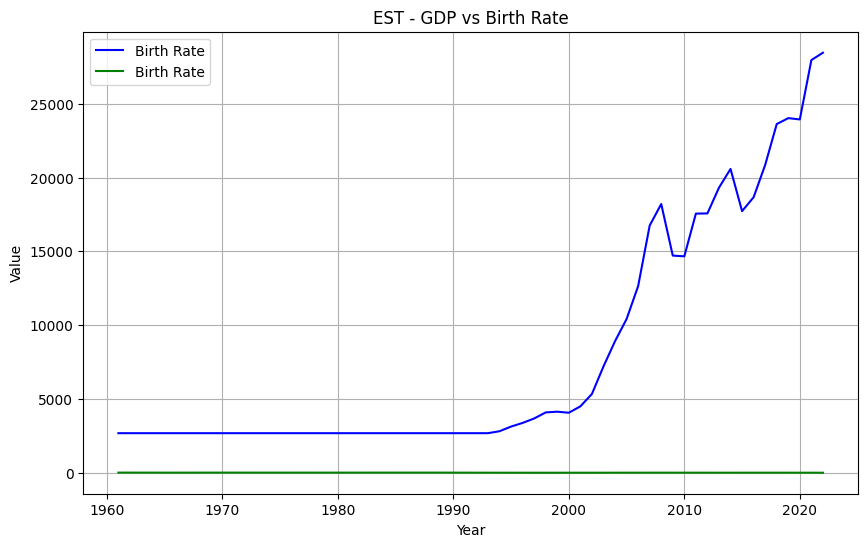 EST - GDP vs Birth Rate
Birth Rate
Birth Rate
25000
20000
15000
10000
5000
0
Value
1960 1970 1980 1990 2000 2010 2020
Year